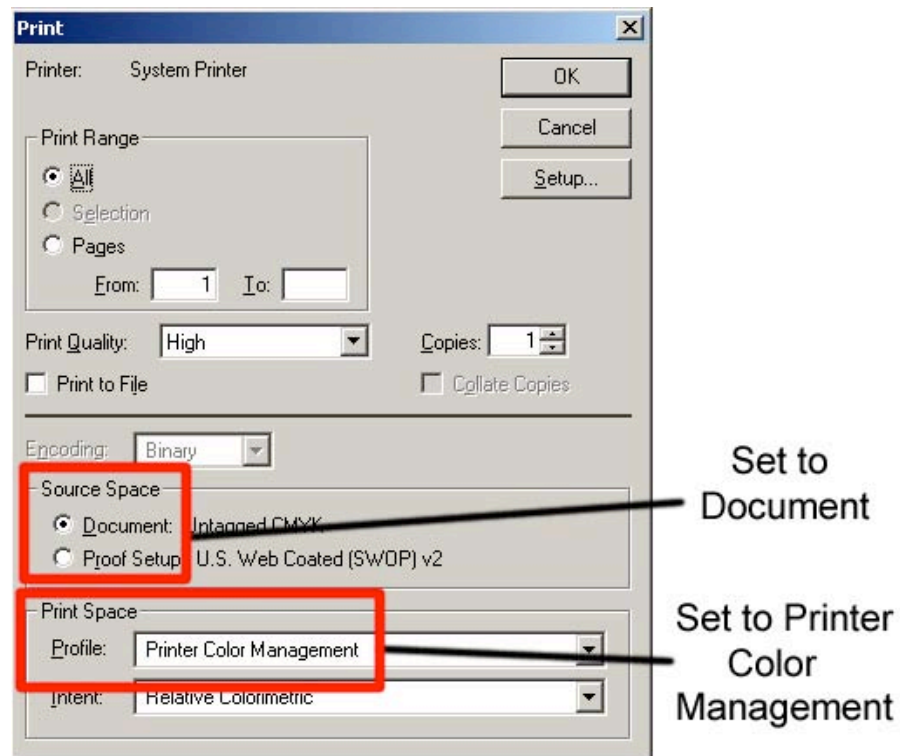 Print
Printer: System Printer
OK
Cancel
Setup...
Print Range
All
Selection
Pages
From: 1 To:
Print Quality: High
Copies: 1
Print to File
Collate Copies
Encoding: Binary
Source Space
Document: Untagged CMYK
Proof Setup: U.S. Web Coated (SWOP) v2
Print Space
Profile: Printer Color Management
Intent: Relative Colorimetric
Set to
Document
Set to Printer
Color
Management